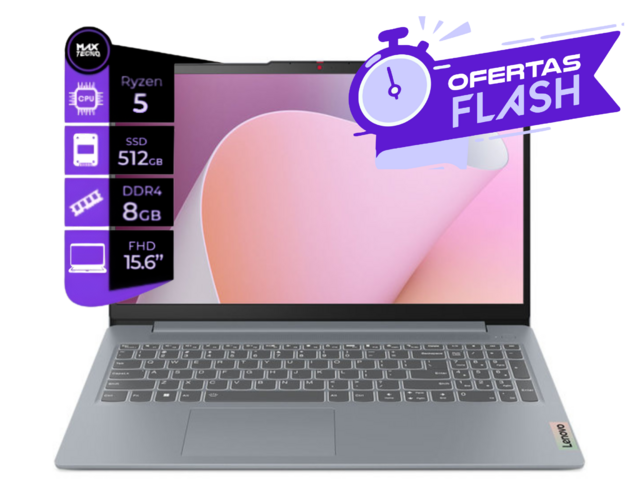 MAX
TECNO
CPU
Ryzen
5
SSD
512GB
DDR4
8GB
FHD
15.6”
OFERTAS
FLASH
Lenovo